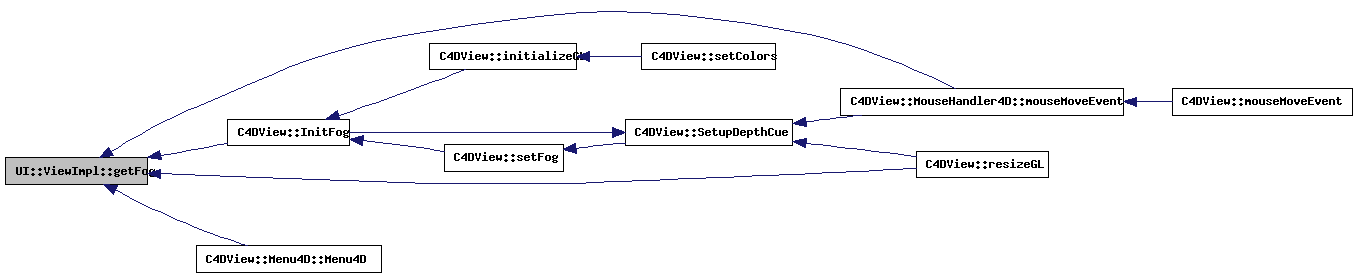 C4DView::initializeGL
C4DView::setColors
C4DView::MouseHandler4D::mouseMoveEvent
C4DView::mouseMoveEvent
C4DView::InitFog
C4DView::SetupDepthCue
C4DView::setFog
UI::ViewImpl::getFog
C4DView::resizeGL
C4DView::Menu4D::Menu4D